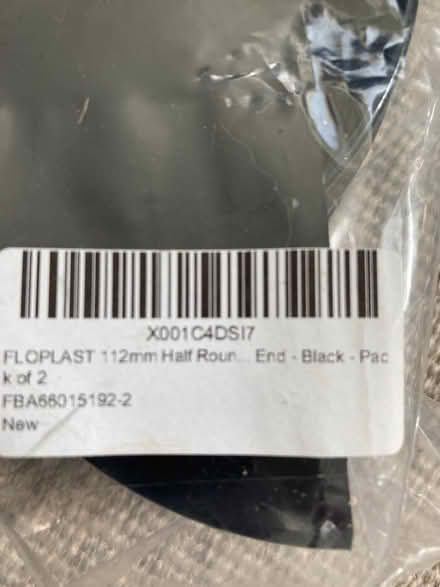 X001C4DSI7
FLOPLAST 112mm Half Roun... End - Black - Pac
k of 2
FBA66015192-2
New